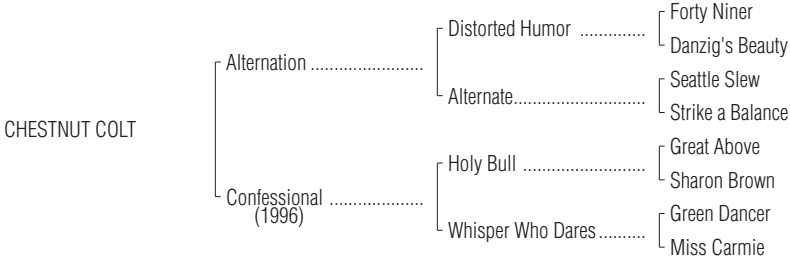 Forty Niner
Distorted Humor ..............
Danzig's Beauty
Alternation ........................
Seattle Slew
Alternate............................
Strike a Balance
CHESTNUT COLT
Great Above
Holy Bull ..........................
Sharon Brown
Confessional ....................
(1996)
Green Dancer
Whisper Who Dares ..........
Miss Carmie